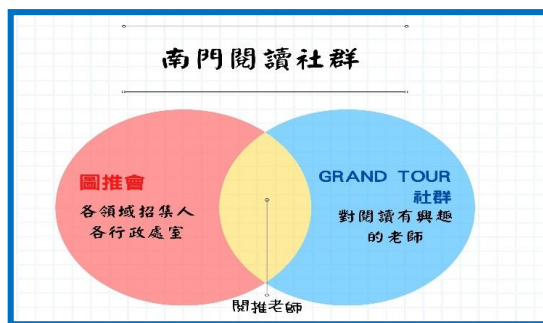 南門閱讀社群
圖推會
各領域招集人
各行政處室
GRAND TOUR
社群
對閱讀有興趣
的老師
閱推老師